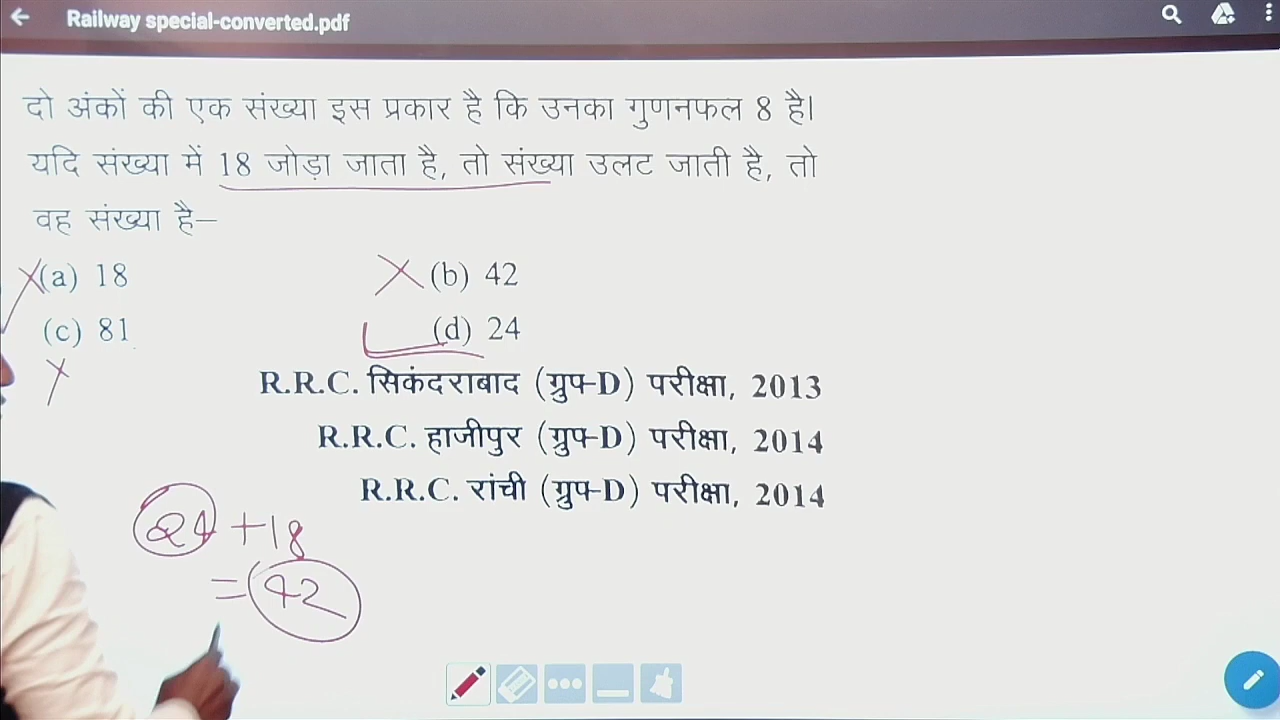 Railway special-converted.pdf
दो अंकों की एक संख्या इस प्रकार है कि उनका गुणनफल 8 है।
यदि संख्या में 18 जोड़ा जाता है, तो संख्या उलट जाती है, तो
वह संख्या है–
(a) 18 (b) 42
(c) 81 (d) 24
R.R.C. सिकंदराबाद (ग्रुप-D) परीक्षा, 2013
R.R.C. हाजीपुर (ग्रुप-D) परीक्षा, 2014
R.R.C. रांची (ग्रुप-D) परीक्षा, 2014
24 +18
= 42